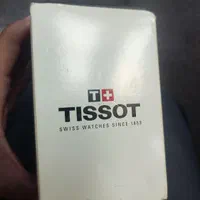 T+
TISSOT
SWISS WATCHES SINCE 1853